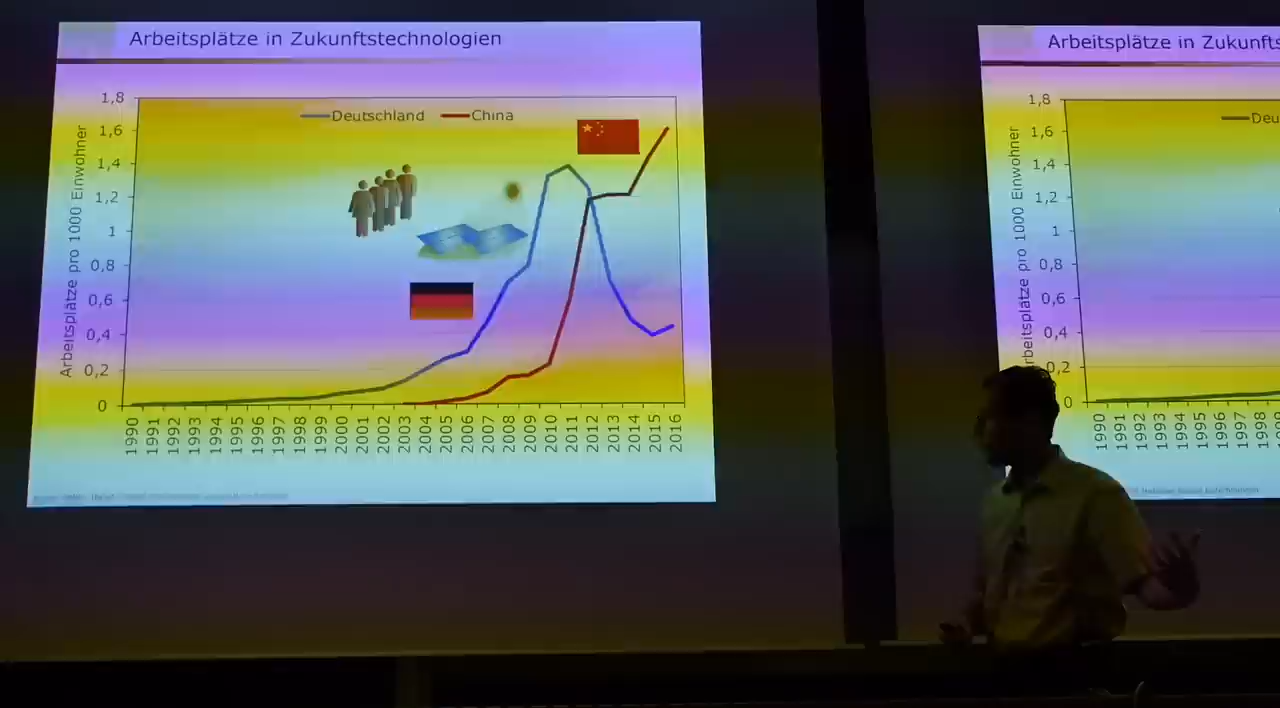 Arbeitsplätze in Zukunftstechnologien
Deutschland China
Arbeitsplätze pro 1000 Einwohner
1,8
1,6
1,4
1,2
1
0,8
0,6
0,4
0,2
0
1990 1991 1992 1993 1994 1995 1996 1997 1998 1999 2000 2001 2002 2003 2004 2005 2006 2007 2008 2009 2010 2011 2012 2013 2014 2015 2016
Arbeitsplätze in Zukunfts
Deu
Arbeitsplätze pro 1000 Einwohner
1,8
1,6
1,4
1,2
1
0,8
0,6
0,4
0,2
0
1990 1991 1992 1993 1994 1995 1996 1997 1998